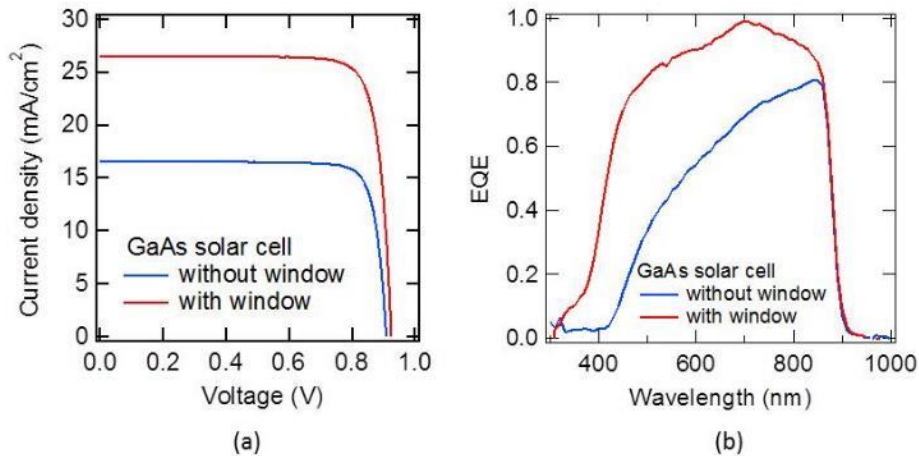 30
25
20
15
10
5
0
Current density (mA/cm²)
GaAs solar cell
without window
with window
0.0 0.2 0.4 0.6 0.8 1.0
Voltage (V)
(a)
1.0
0.8
0.6
0.4
0.2
0.0
EQE
GaAs solar cell
without window
with window
400 600 800 1000
Wavelength (nm)
(b)